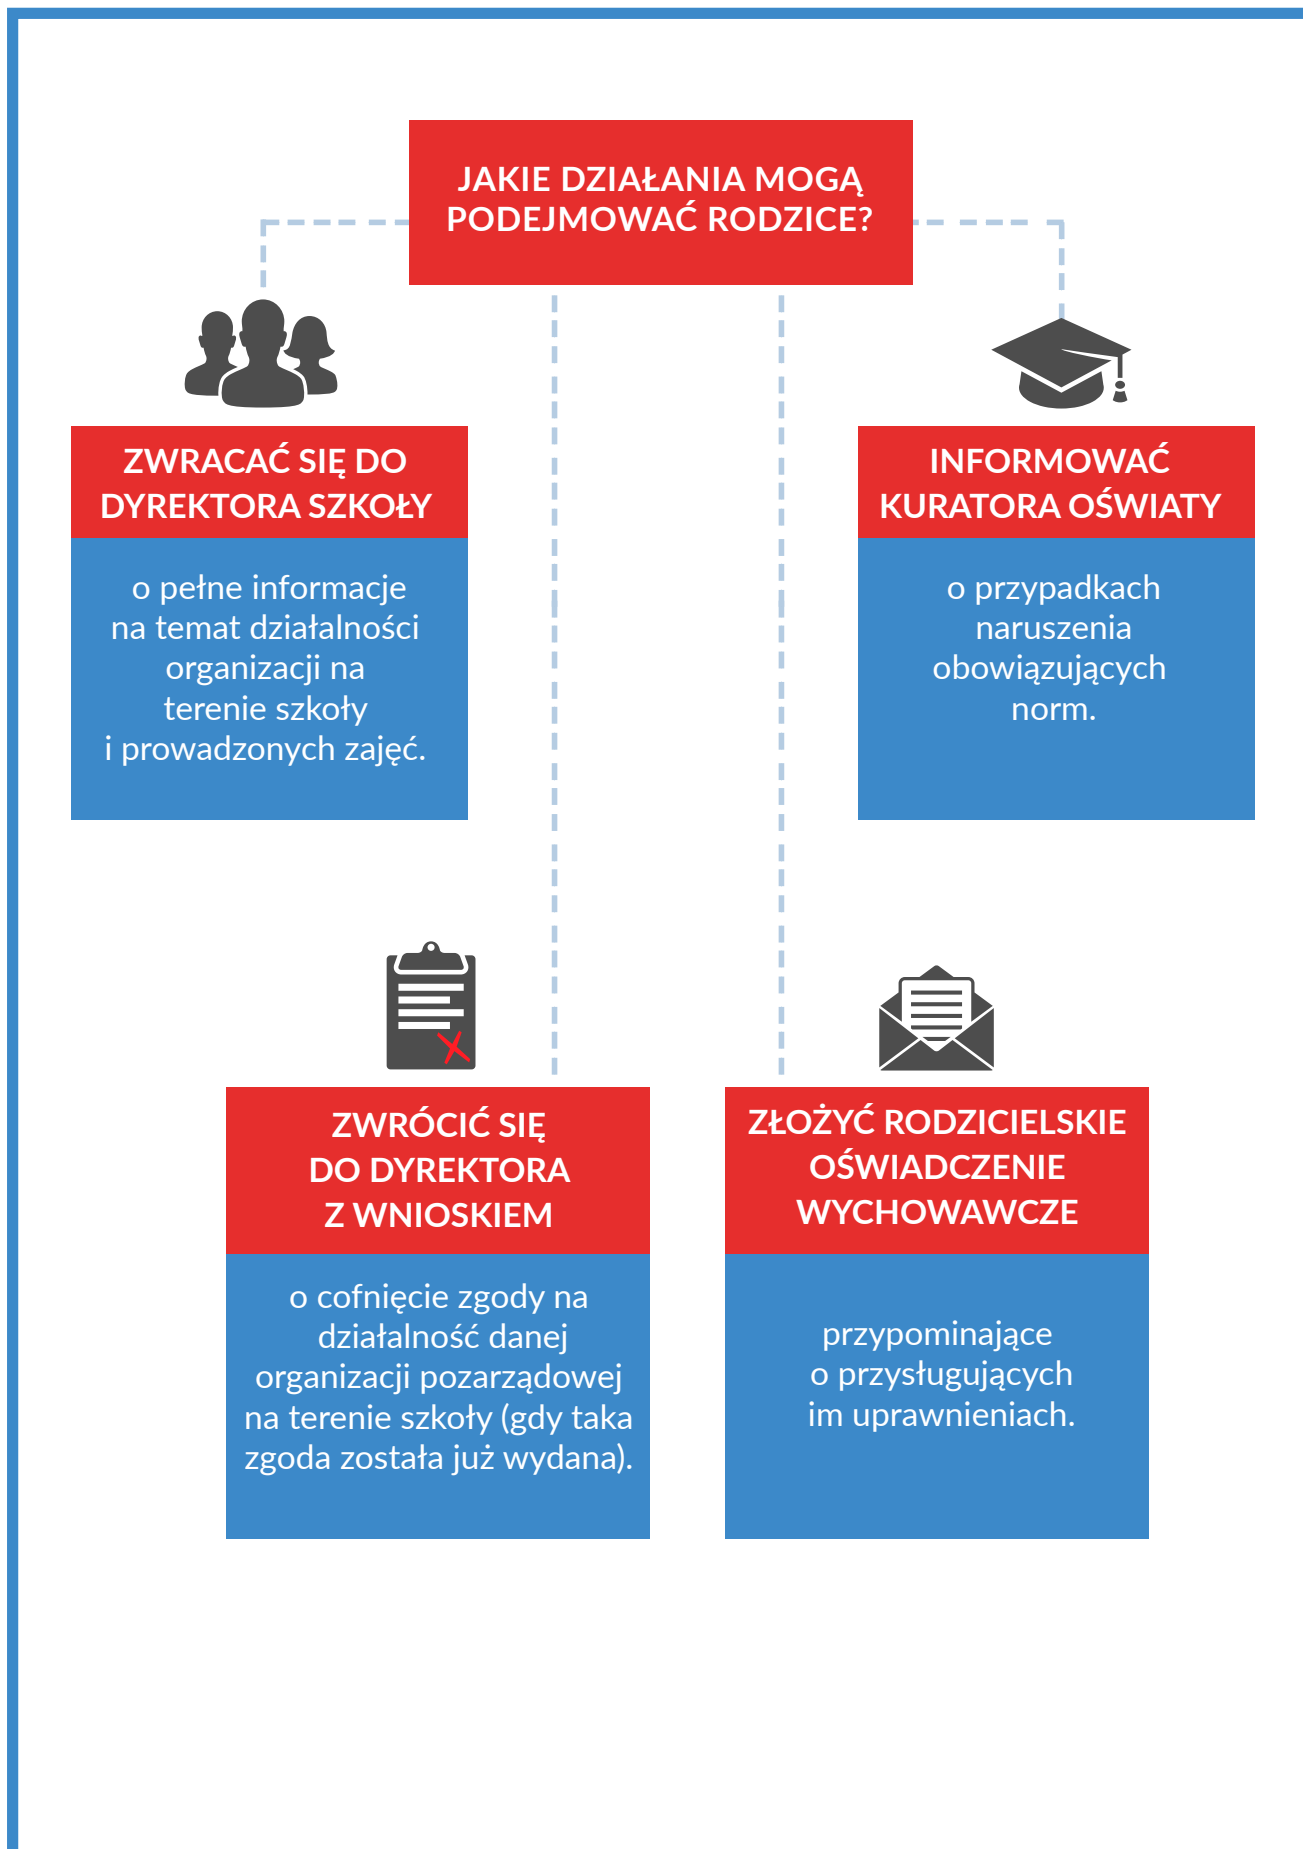 JAKIE DZIAŁANIA MOGĄ
PODEJMOWAĆ RODZICE?
ZWRACAĆ SIĘ DO
DYREKTORA SZKOŁY
o pełne informacje
na temat działalności
organizacji na
terenie szkoły
i prowadzonych zajęć.
INFORMOWAĆ
KURATORA OŚWIATY
o przypadkach
naruszenia
obowiązujących
norm.
ZWRÓCIĆ SIĘ
DO DYREKTORA
Z WNIOSKIEM
o cofnięcie zgody na
działalność danej
organizacji pozarządowej
na terenie szkoły (gdy taka
zgoda została już wydana).
ZŁOŻYĆ RODZICIELSKIE
OŚWIADCZENIE
WYCHOWAWCZE
przypominające
o przysługujących
im uprawnieniach.